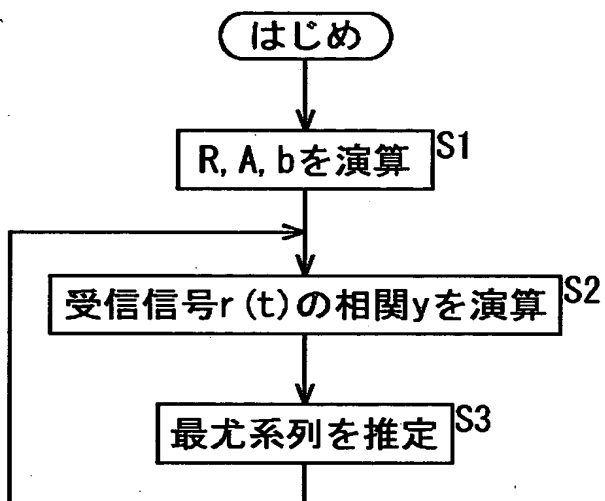 はじめ
R, A, bを演算
S1
受信信号r(t)の相関yを演算
S2
最尤系列を推定
S3